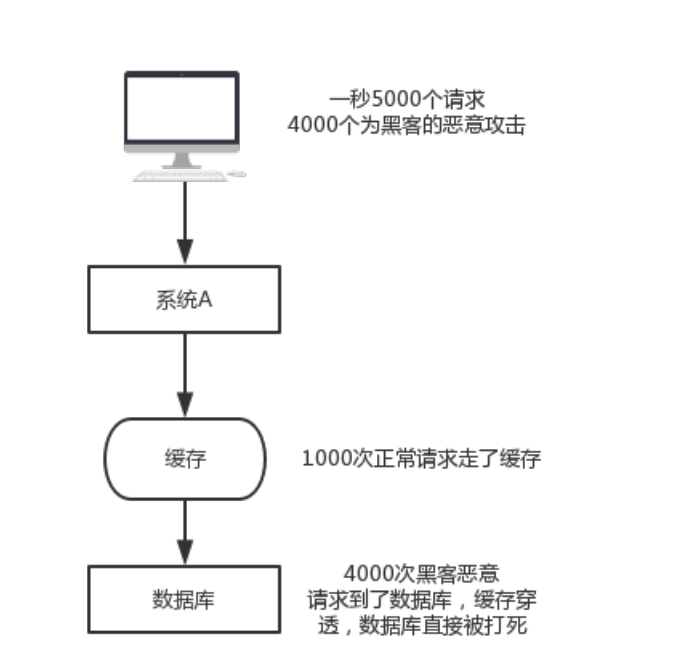 一秒5000个请求
4000个为黑客的恶意攻击
系统A
缓存
1000次正常请求走了缓存
数据库
4000次黑客恶意
请求到了数据库，缓存穿
透，数据库直接被打死